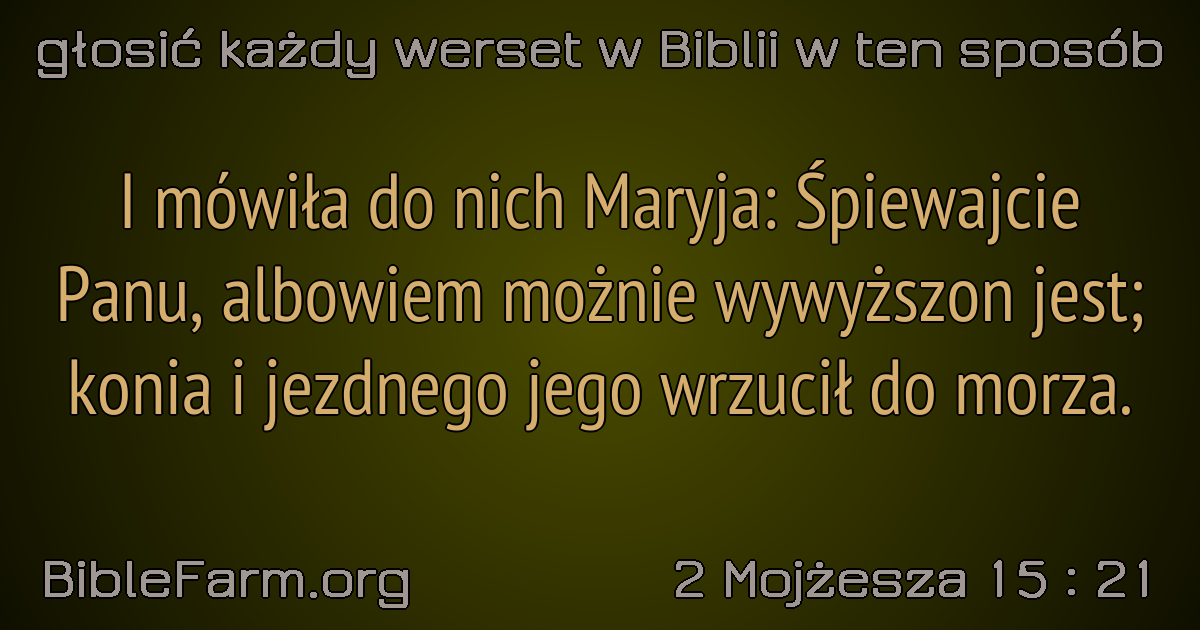 głosić każdy werset w Biblii w ten sposób
I mówiła do nich Maryja: Śpiewajcie
Panu, albowiem możnie wywyższon jest;
konia i jezdnego jego wrzucił do morza.
BibleFarm.org
2 Mojżesza 15 : 21